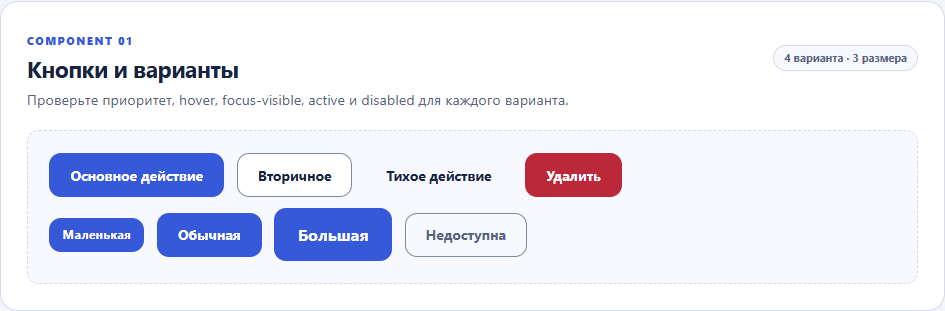 COMPONENT 01
Кнопки и варианты
4 варианта · 3 размера
Проверьте приоритет, hover, focus-visible, active и disabled для каждого варианта.
Основное действие
Вторичное
Тихое действие
Удалить
Маленькая
Обычная
Большая
Недоступна